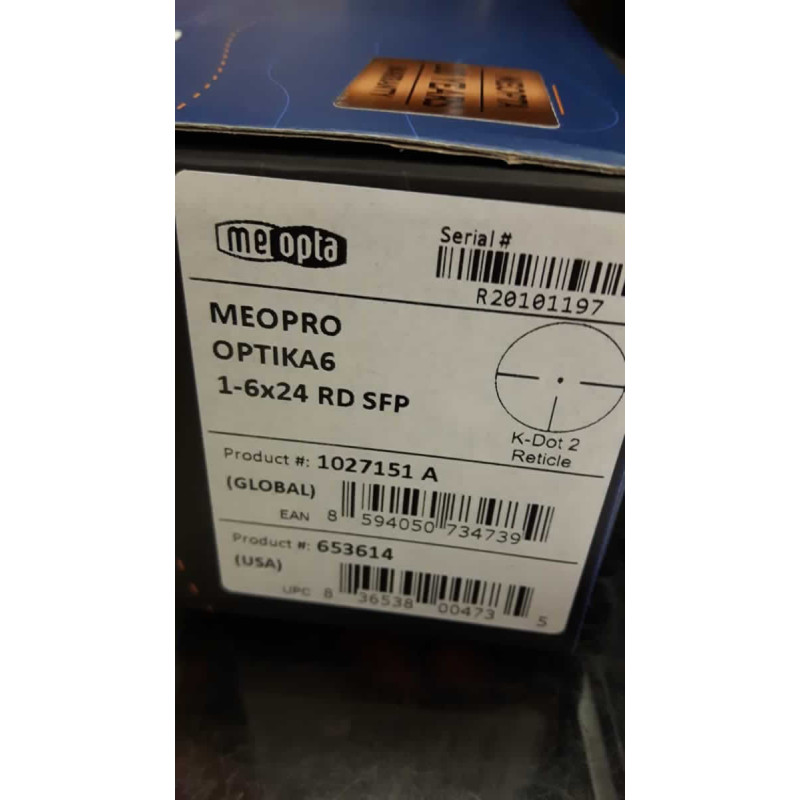 meopta
Serial #
R20101197
MEOPRO
OPTIKA6
1-6x24 RD SFP
K-Dot 2
Reticle
Product #: 1027151 A
(GLOBAL)
EAN 8 594050 734739
Product #: 653614
(USA)
UPC 8 36538 00473 5